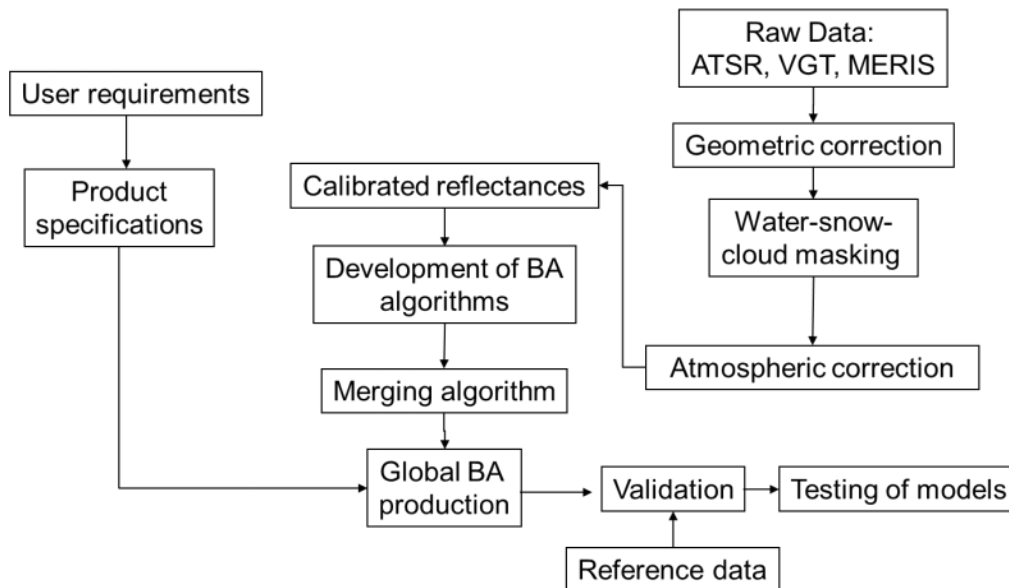 Raw Data:
ATSR, VGT, MERIS
User requirements
Geometric correction
Product
specifications
Calibrated reflectances
Water-snow-
cloud masking
Development of BA
algorithms
Atmospheric correction
Merging algorithm
Global BA
production
Validation
Testing of models
Reference data